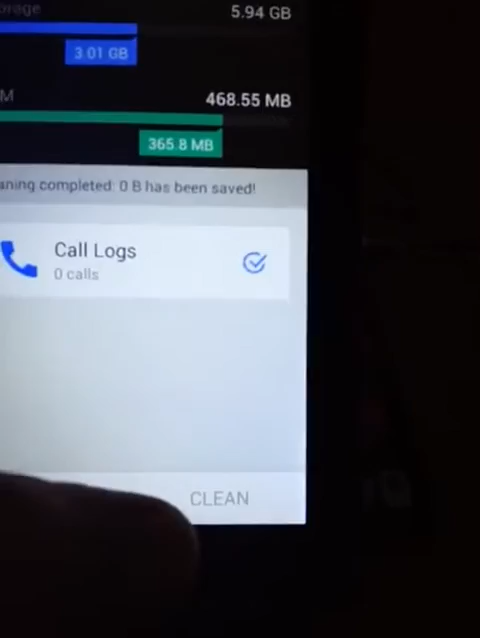 5.94 GB
3.01 GB
468.55 MB
365.8 MB
completed: 0 B has been saved!
Call Logs
0 calls
CLEAN